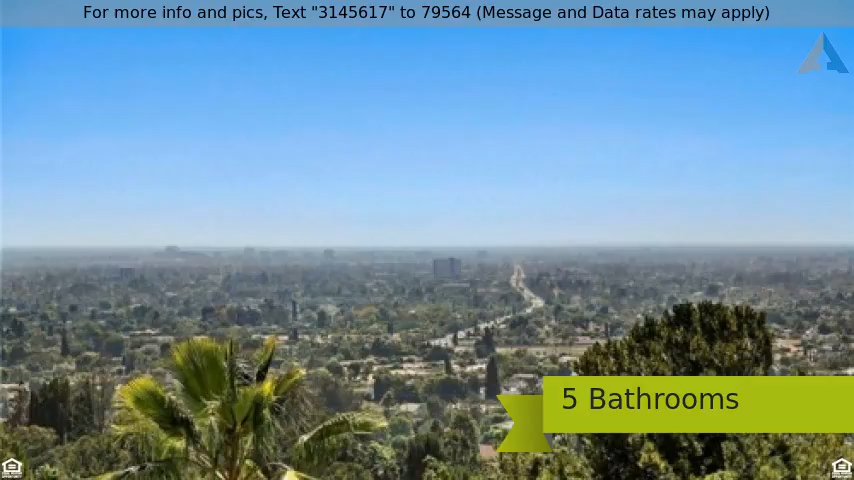 For more info and pics, Text "3145617" to 79564 (Message and Data rates may apply)
5 Bathrooms